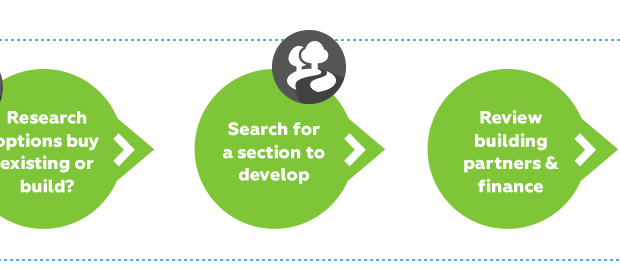 Research
options buy
existing or
build?
Search for
a section to
develop
Review
building
partners &
finance